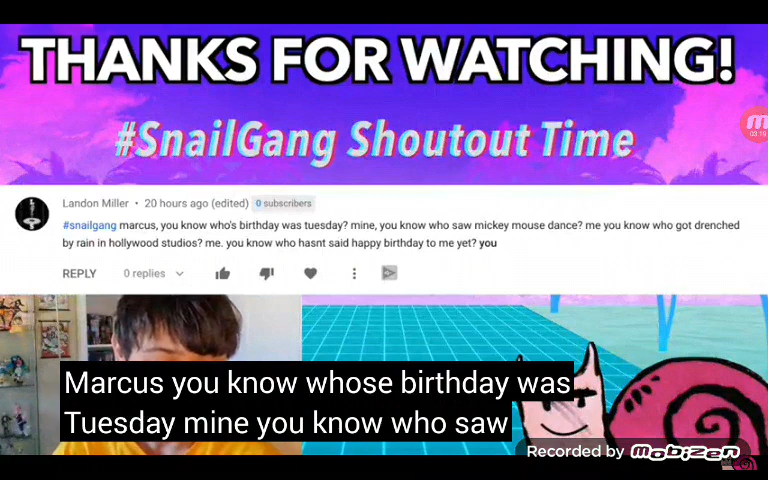 THANKS FOR WATCHING!
#SnailGang Shoutout Time
M
03:19
Landon Miller • 20 hours ago (edited) 0 subscribers
#snailgang marcus, you know who's birthday was tuesday? mine, you know who saw mickey mouse dance? me you know who got drenched
by rain in hollywood studios? me. you know who hasnt said happy birthday to me yet? you
REPLY 0 replies
Marcus you know whose birthday was
Tuesday mine you know who saw
Recorded by mobizen